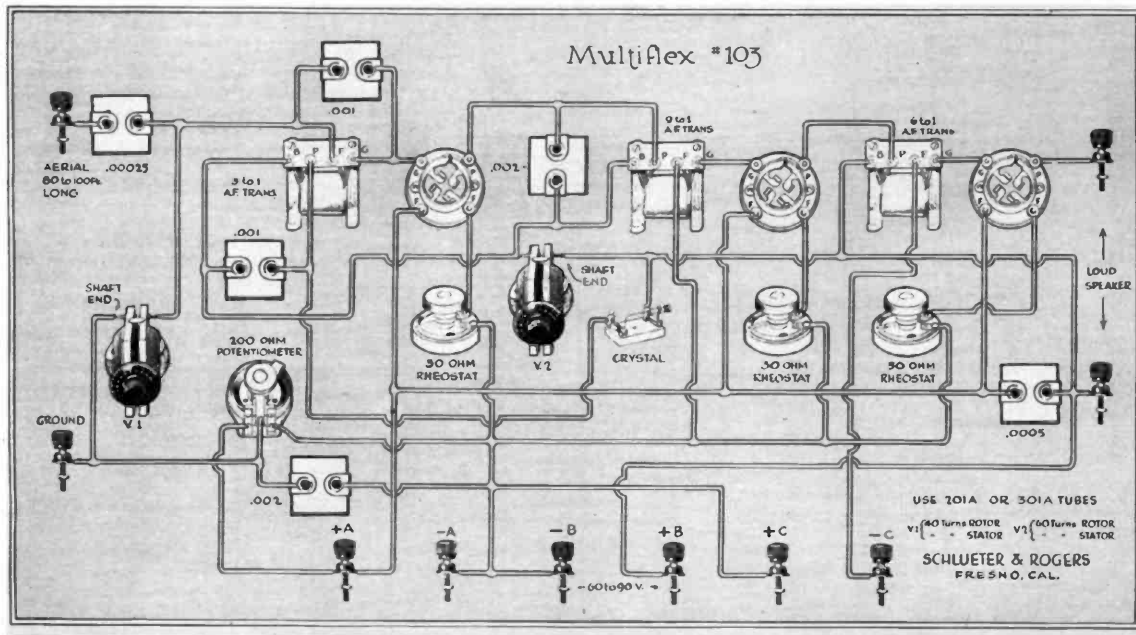 Multiflex #103
.001
AERIAL
80 to 100 Ft.
LONG
.00025
3 to 1
A F TRANS
B P F G
P
F
.002
9 to 1
A.F. TRANS
B P F G
P
F
6 to 1
A.F. TRANS
B P F G
P
F
.001
SHAFT
END
SHAFT
END
LOUD
SPEAKER
200 OHM
POTENTIOMETER
30 OHM
RHEOSTAT
V.2
CRYSTAL
30 OHM
RHEOSTAT
30 OHM
RHEOSTAT
V.1
GROUND
.0005
.002
+A
-A
-B
+B
+C
-C
-60 to 90 V.
USE 201A OR 301A TUBES
V1 { 40 Turns ROTOR
" " STATOR
V2 { 60 Turns ROTOR
" " STATOR
SCHLUETER & ROGERS
FRESNO, CAL.